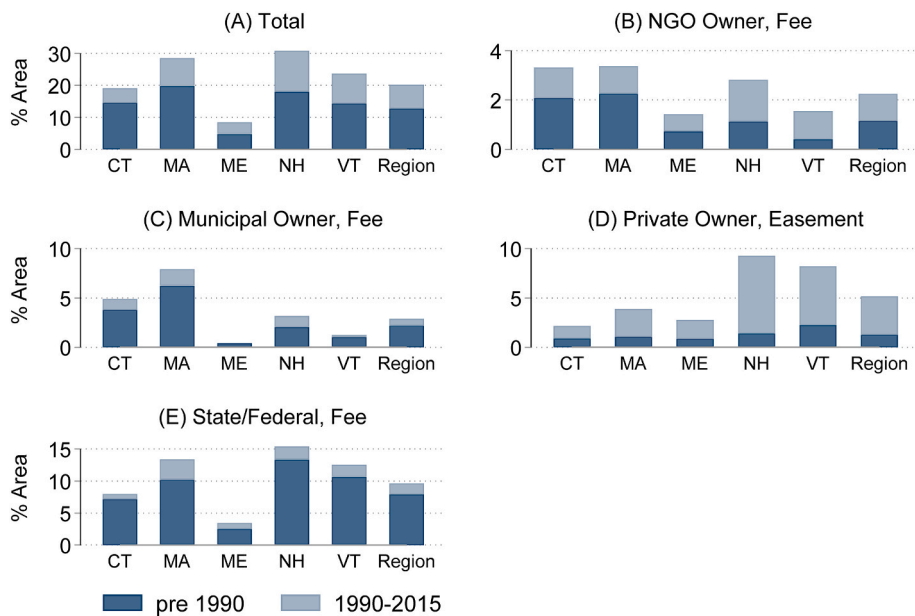 (A) Total
% Area
30
20
10
0
CT MA ME NH VT Region
(B) NGO Owner, Fee
4
2
0
CT MA ME NH VT Region
(C) Municipal Owner, Fee
% Area
10
5
0
CT MA ME NH VT Region
(D) Private Owner, Easement
10
5
0
CT MA ME NH VT Region
(E) State/Federal, Fee
% Area
15
10
5
0
CT MA ME NH VT Region
pre 1990 1990-2015